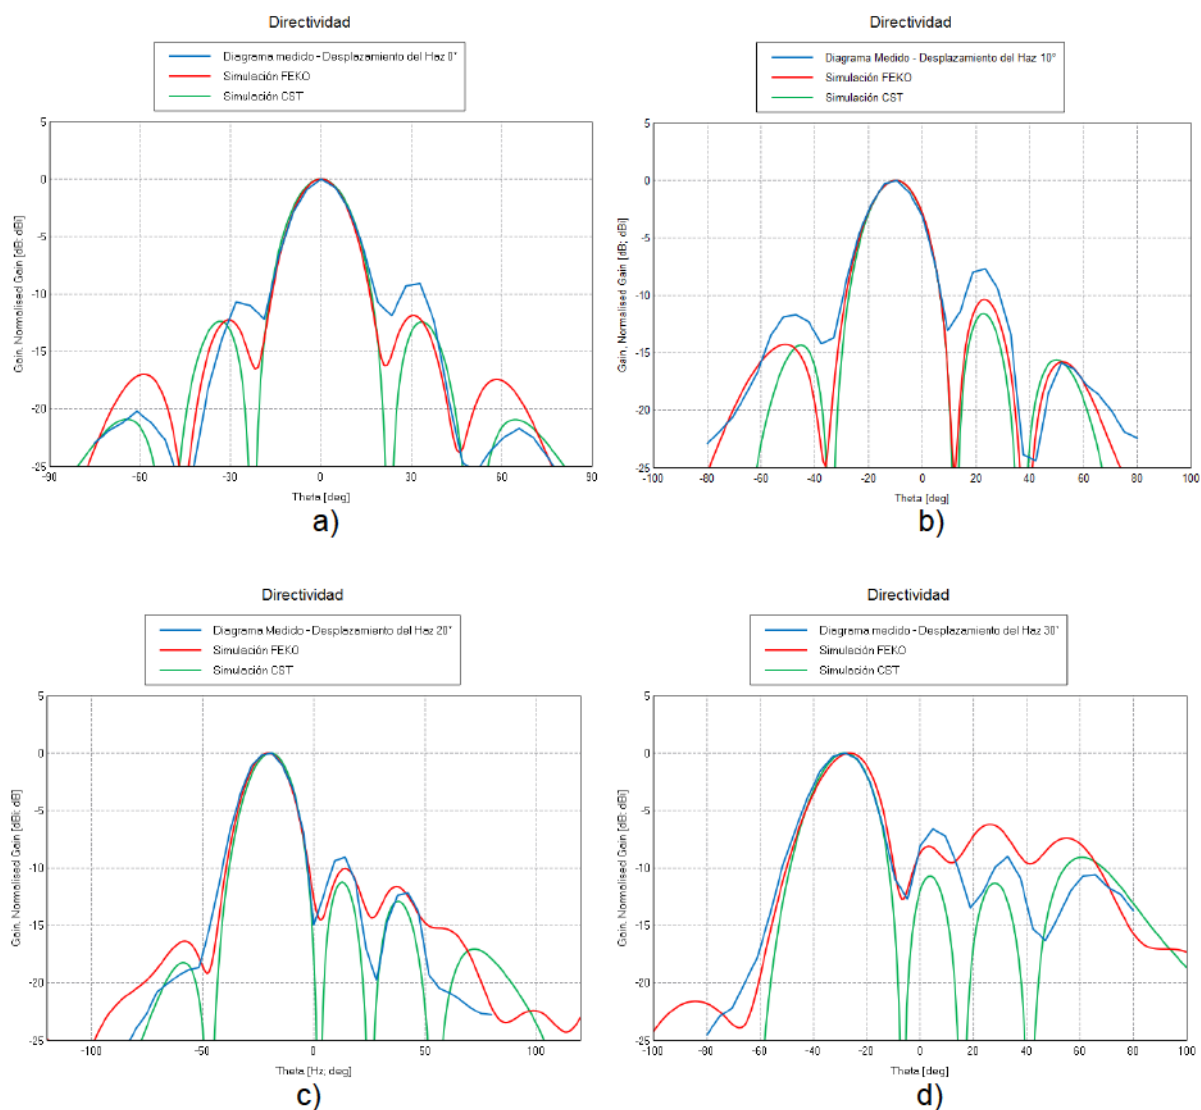 Directividad
Diagrama medido - Desplazamiento del Haz 0°
Simulación FEKO
Simulación CST
5
0
-5
-10
-15
-20
-25
Gain, Normalised Gain [dB; dBi]
-90
-60
-30
0
30
60
90
Theta [deg]
a)
Directividad
Diagrama Medido - Desplazamiento del Haz 10°
Simulación FEKO
Simulación CST
5
0
-5
-10
-15
-20
-25
Gain, Normalised Gain [dB; dBi]
-100
-80
-60
-40
-20
0
20
40
60
80
100
Theta [deg]
b)
Directividad
Diagrama Medido - Desplazamiento del Haz 20°
Simulación FEKO
Simulación CST
5
0
-5
-10
-15
-20
-25
Gain, Normalised Gain [dBi; dB]
-100
-50
0
50
100
Theta [Hz; deg]
c)
Directividad
Diagrama medido - Desplazamiento del Haz 30°
Simulación FEKO
Simulación CST
5
0
-5
-10
-15
-20
-25
Gain, Normalised Gain [dB; dBi]
-100
-80
-60
-40
-20
0
20
40
60
80
100
Theta [deg]
d)